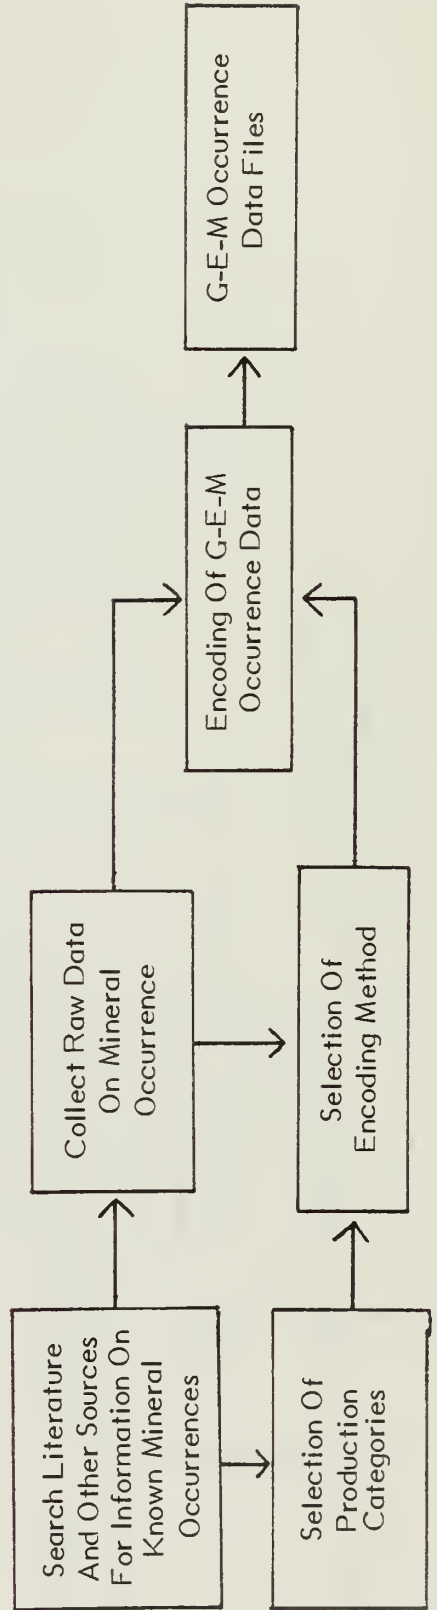 Search Literature
And Other Sources
For Information On
Known Mineral
Occurrences
Collect Raw Data
On Mineral
Occurrence
Selection Of
Production
Categories
Selection Of
Encoding Method
Encoding Of G-E-M
Occurrence Data
G-E-M Occurrence
Data Files